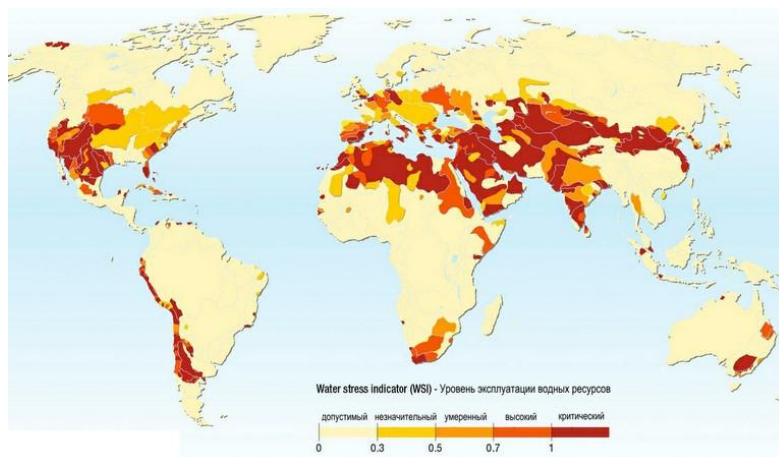 Water stress indicator (WSI) - Уровень эксплуатации водных ресурсов
допустимый незначительный умеренный высокий критический
0 0.3 0.5 0.7 1